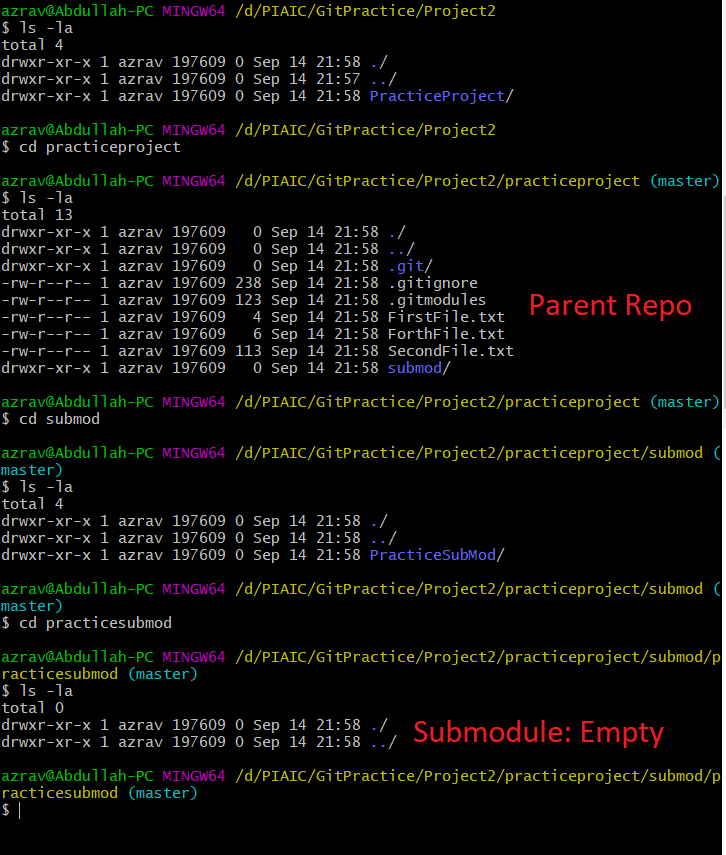 azrav@Abdullah-PC MINGW64 /d/PIAIC/GitPractice/Project2
$ ls -la
total 4
drwxr-xr-x 1 azrav 197609 0 Sep 14 21:58 ./
drwxr-xr-x 1 azrav 197609 0 Sep 14 21:57 ../
drwxr-xr-x 1 azrav 197609 0 Sep 14 21:58 PracticeProject/
azrav@Abdullah-PC MINGW64 /d/PIAIC/GitPractice/Project2
$ cd practiceproject
azrav@Abdullah-PC MINGW64 /d/PIAIC/GitPractice/Project2/practiceproject (master)
$ ls -la
total 13
drwxr-xr-x 1 azrav 197609   0 Sep 14 21:58 ./
drwxr-xr-x 1 azrav 197609   0 Sep 14 21:58 ../
drwxr-xr-x 1 azrav 197609   0 Sep 14 21:58 .git/
-rw-r--r-- 1 azrav 197609 238 Sep 14 21:58 .gitignore
-rw-r--r-- 1 azrav 197609 123 Sep 14 21:58 .gitmodules
Parent Repo
-rw-r--r-- 1 azrav 197609   4 Sep 14 21:58 FirstFile.txt
-rw-r--r-- 1 azrav 197609   6 Sep 14 21:58 ForthFile.txt
-rw-r--r-- 1 azrav 197609 113 Sep 14 21:58 SecondFile.txt
drwxr-xr-x 1 azrav 197609   0 Sep 14 21:58 submod/
azrav@Abdullah-PC MINGW64 /d/PIAIC/GitPractice/Project2/practiceproject (master)
$ cd submod
azrav@Abdullah-PC MINGW64 /d/PIAIC/GitPractice/Project2/practiceproject/submod (
master)
$ ls -la
total 4
drwxr-xr-x 1 azrav 197609 0 Sep 14 21:58 ./
drwxr-xr-x 1 azrav 197609 0 Sep 14 21:58 ../
drwxr-xr-x 1 azrav 197609 0 Sep 14 21:58 PracticeSubMod/
azrav@Abdullah-PC MINGW64 /d/PIAIC/GitPractice/Project2/practiceproject/submod (
master)
$ cd practicesubmod
azrav@Abdullah-PC MINGW64 /d/PIAIC/GitPractice/Project2/practiceproject/submod/p
racticesubmod (master)
$ ls -la
total 0
drwxr-xr-x 1 azrav 197609 0 Sep 14 21:58 ./
drwxr-xr-x 1 azrav 197609 0 Sep 14 21:58 ../
Submodule: Empty
azrav@Abdullah-PC MINGW64 /d/PIAIC/GitPractice/Project2/practiceproject/submod/p
racticesubmod (master)
$